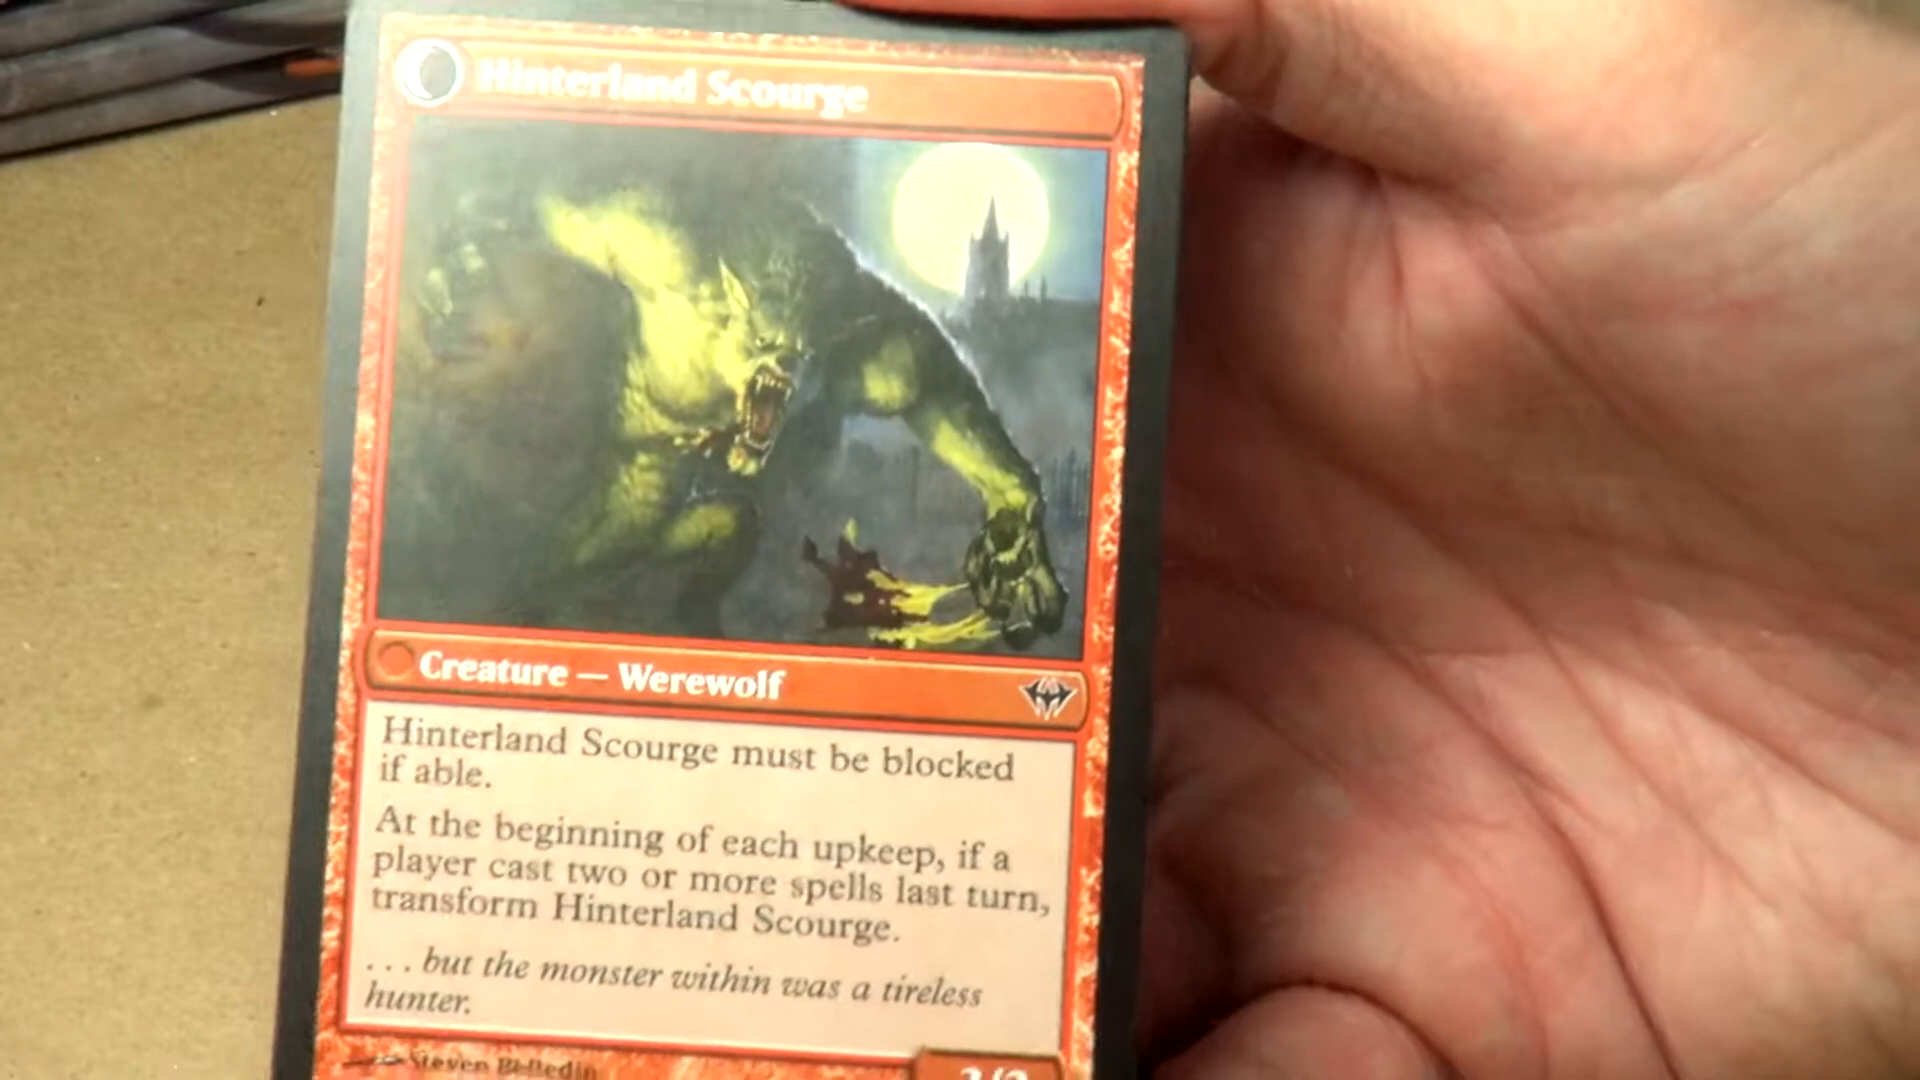 Hinterland Scourge
Creature — Werewolf
Hinterland Scourge must be blocked
if able.
At the beginning of each upkeep, if a
player cast two or more spells last turn,
transform Hinterland Scourge.
. . . but the monster within was a tireless
hunter.
Steven